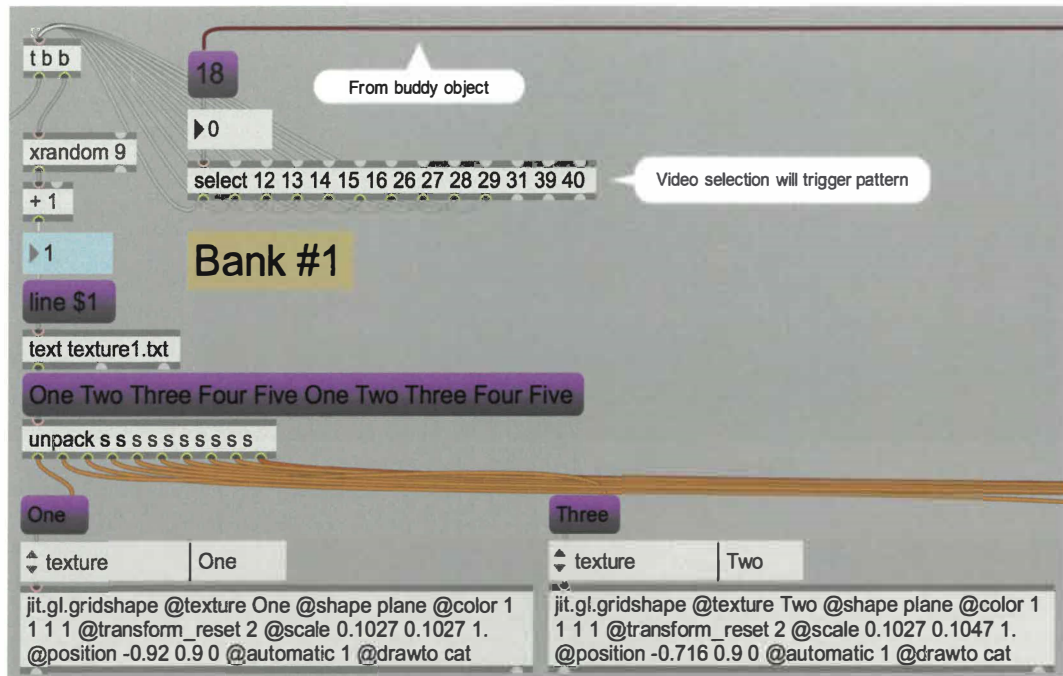 t b b
18
From buddy object
0
xrandom 9
select 12 13 14 15 16 26 27 28 29 31 39 40
Video selection will trigger pattern
+ 1
1
Bank #1
line $1
text texture1.txt
One Two Three Four Five One Two Three Four Five
unpack s s s s s s s s s s
One
Three
texture
One
texture
Two
jit.gl.gridshape @texture One @shape plane @color 1
1 1 1 @transform_reset 2 @scale 0.1027 0.1027 1.
@position -0.92 0.9 0 @automatic 1 @drawto cat
jit.gl.gridshape @texture Two @shape plane @color 1
1 1 1 @transform_reset 2 @scale 0.1027 0.1047 1.
@position -0.716 0.9 0 @automatic 1 @drawto cat